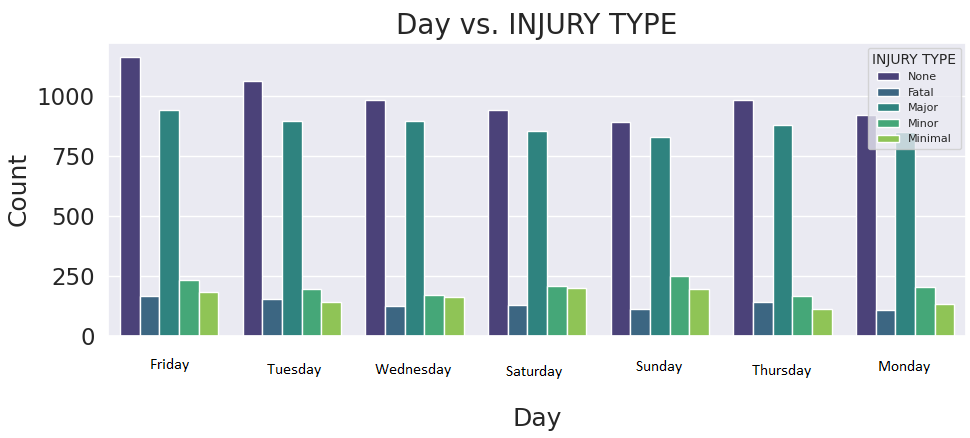 Day vs. INJURY TYPE
INJURY TYPE
None
Fatal
Major
Minor
Minimal
Count
1000
750
500
250
0
Friday
Tuesday
Wednesday
Saturday
Sunday
Thursday
Monday
Day